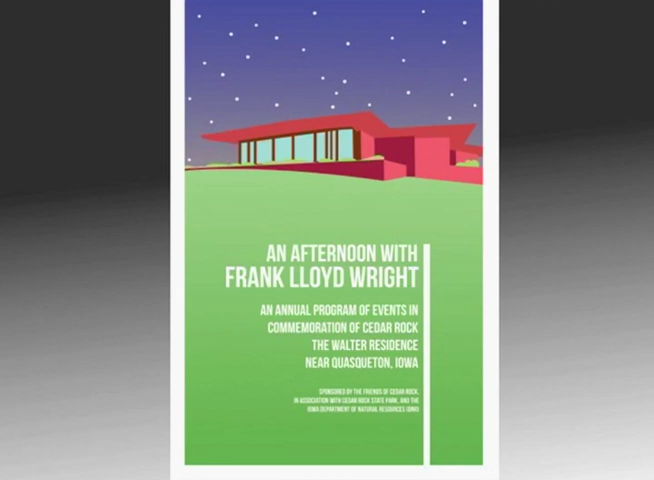 AN AFTERNOON WITH
FRANK LLOYD WRIGHT
AN ANNUAL PROGRAM OF EVENTS IN
COMMEMORATION OF CEDAR ROCK
THE WALTER RESIDENCE
NEAR QUASQUETON, IOWA
SPONSORED BY THE FRIENDS OF CEDAR ROCK,
IN ASSOCIATION WITH CEDAR ROCK STATE PARK, AND THE
IOWA DEPARTMENT OF NATURAL RESOURCES (DNR)